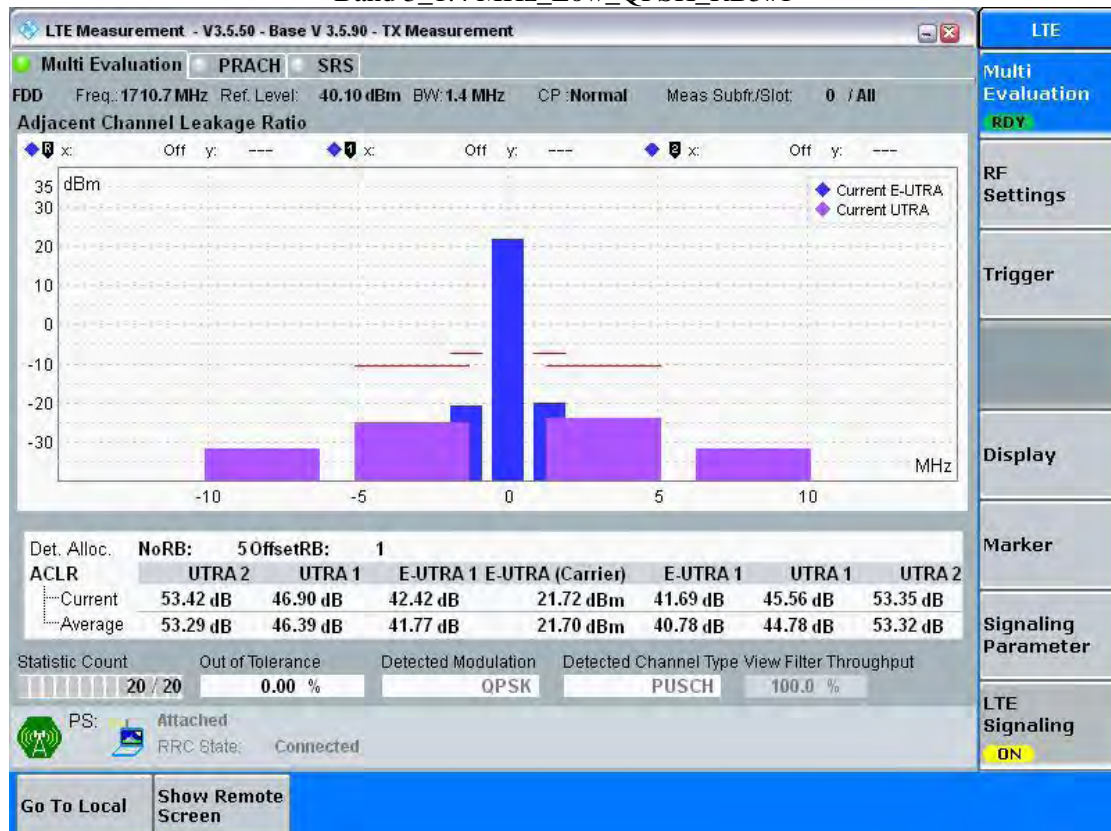 LTE Measurement - V3.5.50 - Base V 3.5.90 - TX Measurement
LTE
Multi Evaluation PRACH SRS
Multi
Evaluation
RDY
FDD Freq.: 1710.7 MHz Ref. Level: 40.10 dBm BW: 1.4 MHz CP : Normal Meas Subfr./Slot: 0 / All
Adjacent Channel Leakage Ratio
R x: Off y: --- 1 x: Off y: --- 2 x: Off y: ---
dBm
Current E-UTRA
Current UTRA
35
30
20
10
0
-10
-20
-30
MHz
-10 -5 0 5 10
RF
Settings
Trigger
Display
Marker
Signaling
Parameter
LTE
Signaling
ON
Det. Alloc. NoRB: 5 OffsetRB: 1
ACLR UTRA 2 UTRA 1 E-UTRA 1 E-UTRA (Carrier) E-UTRA 1 UTRA 1 UTRA 2
Current 53.42 dB 46.90 dB 42.42 dB 21.72 dBm 41.69 dB 45.56 dB 53.35 dB
Average 53.29 dB 46.39 dB 41.77 dB 21.70 dBm 40.78 dB 44.78 dB 53.32 dB
Statistic Count Out of Tolerance Detected Modulation Detected Channel Type View Filter Throughput
20 / 20 0.00 % QPSK PUSCH 100.0 %
PS: Attached
RRC State: Connected
Go To Local
Show Remote
Screen